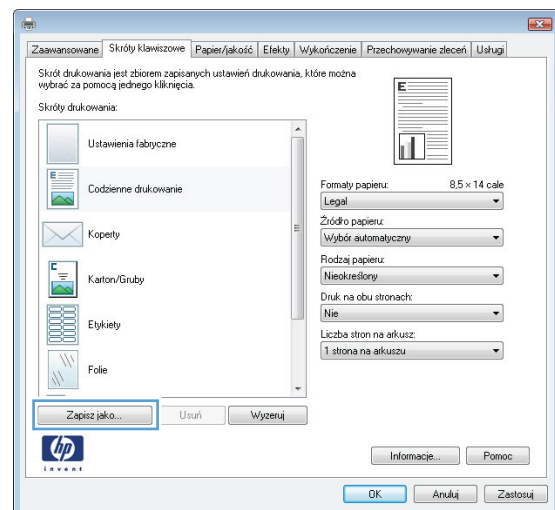 Zaawansowane Skróty klawiszowe Papier/jakość Efekty Wykończenie Przechowywanie zleceń Usługi
Skrót drukowania jest zbiorem zapisanych ustawień drukowania, które można
wybrać za pomocą jednego kliknięcia.
Skróty drukowania:
Ustawienia fabryczne
Codzienne drukowanie
Koperty
Karton/Gruby
Etykiety
Folie
Zapisz jako... Usuń Wyzeruj
E
Formaty papieru: 8,5 × 14 cale
Legal
Źródło papieru:
Wybór automatyczny
Rodzaj papieru:
Nieokreślony
Druk na obu stronach:
Nie
Liczba stron na arkusz:
1 strona na arkuszu
hp
invent
Informacje... Pomoc
OK Anuluj Zastosuj